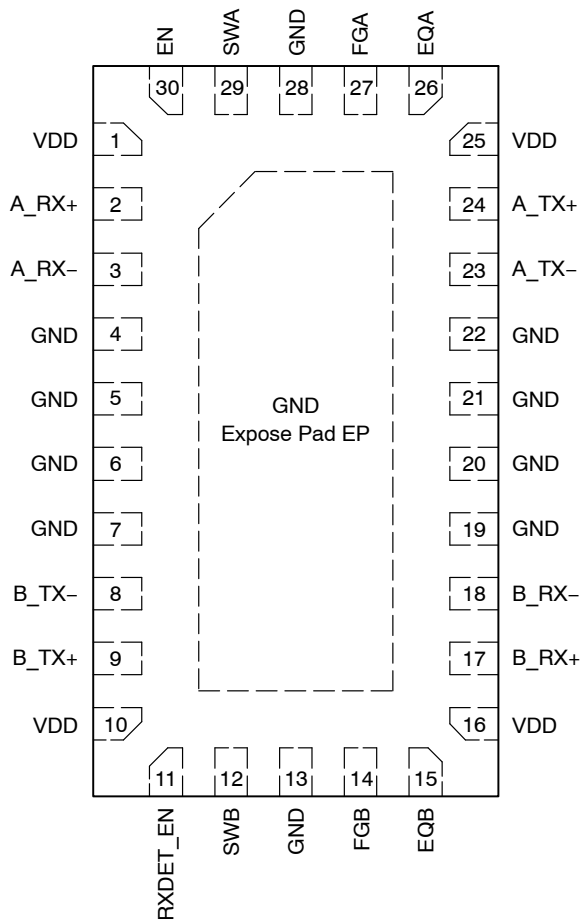 EN SWA GND FGA EQA
30 29 28 27 26
VDD 1 25 VDD
A_RX+ 2 24 A_TX+
A_RX− 3 23 A_TX−
GND 4 22 GND
GND 5 21 GND
GND
Expose Pad EP
GND 6 20 GND
GND 7 19 GND
B_TX− 8 18 B_RX−
B_TX+ 9 17 B_RX+
VDD 10 16 VDD
11 12 13 14 15
RXDET_EN SWB GND FGB EQB